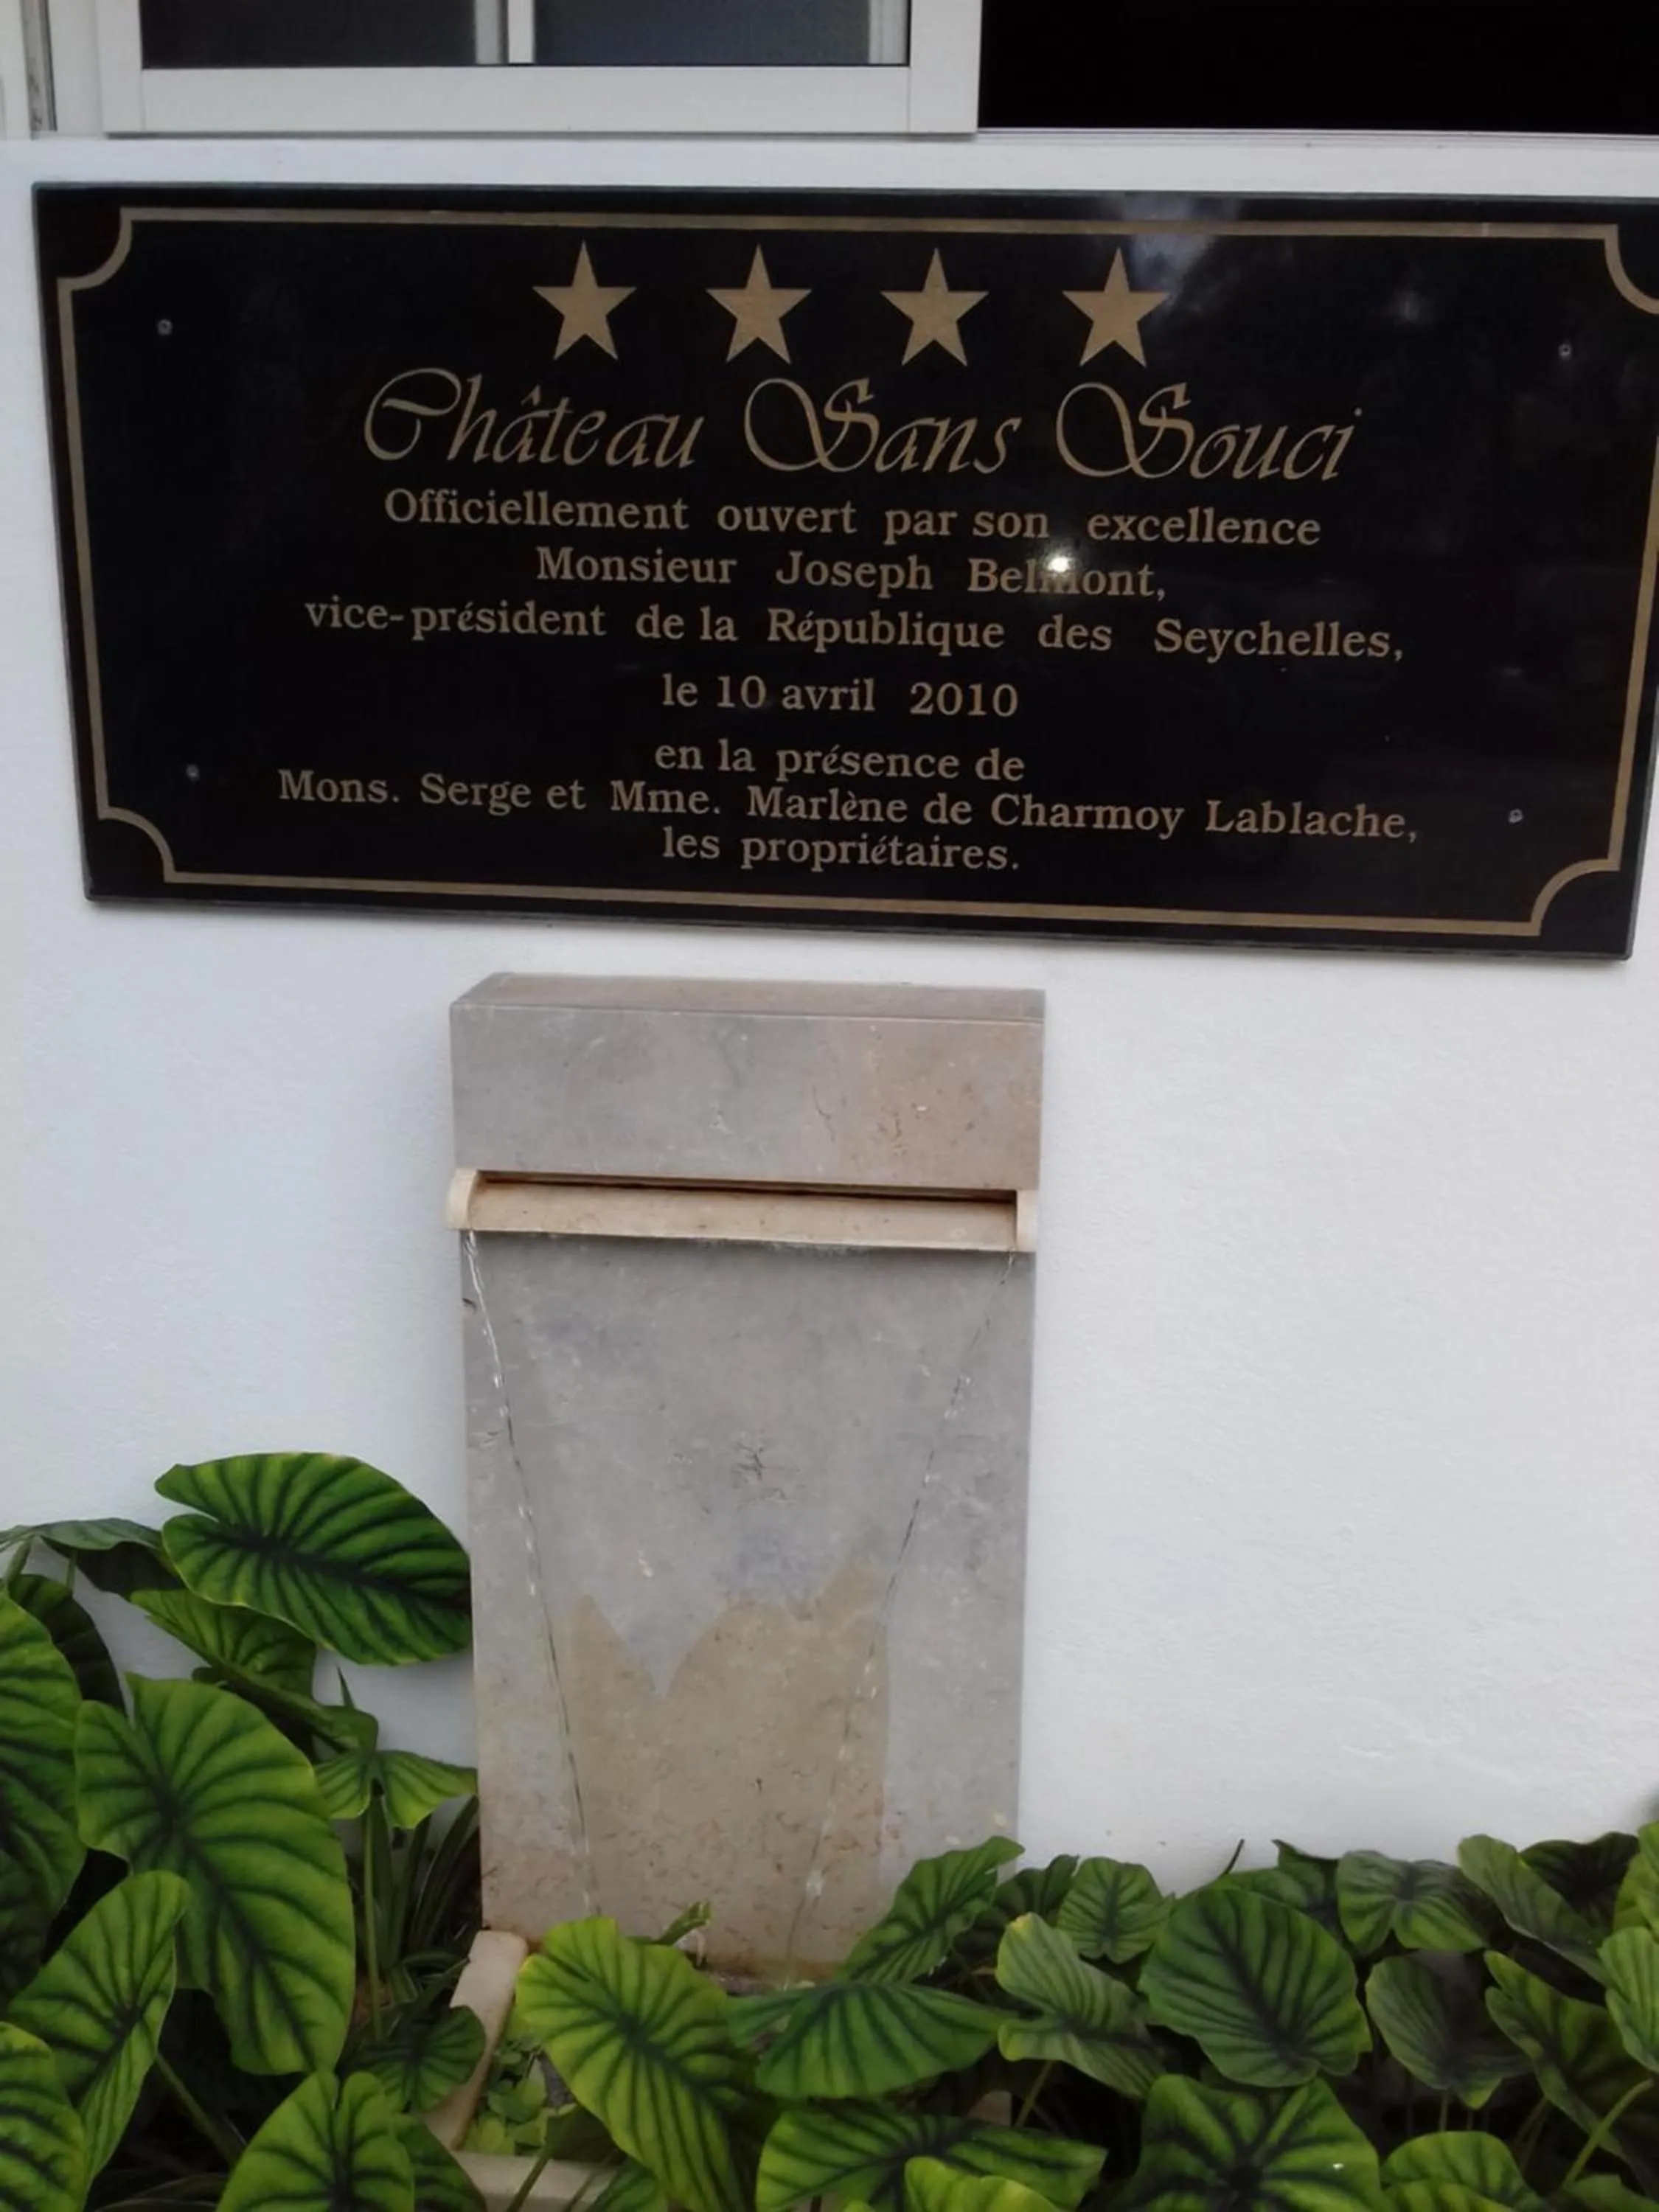 Château Sans Souci
Officiellement ouvert par son excellence
Monsieur Joseph Belmont,
vice-président de la République des Seychelles,
le 10 avril 2010
en la présence de
Mons. Serge et Mme. Marlène de Charmoy Lablache,
les propriétaires.